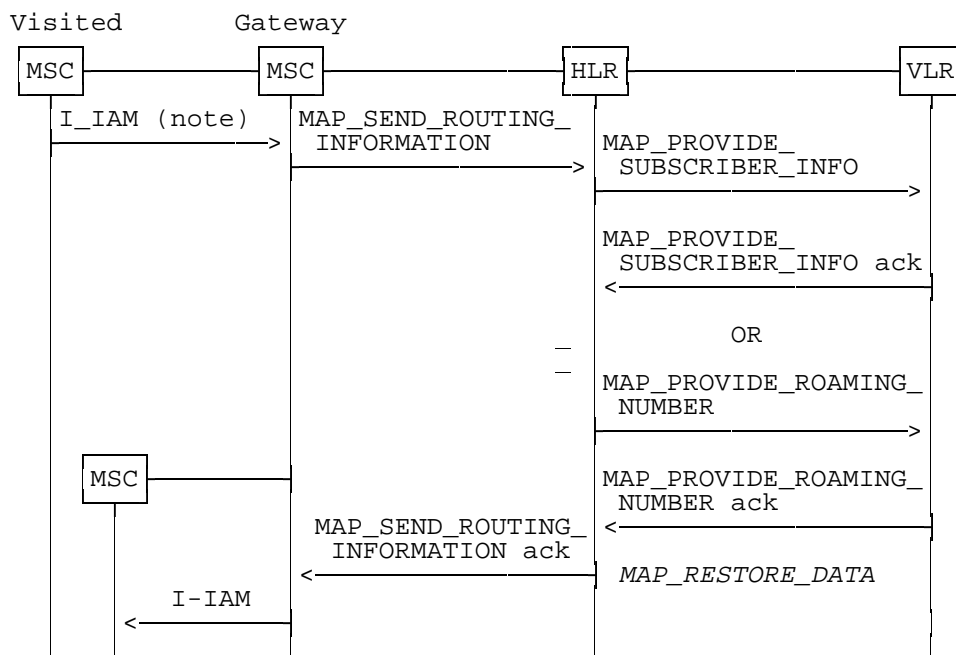 Visited Gateway
MSC MSC HLR VLR
I_IAM (note) MAP_SEND_ROUTING_
INFORMATION
MAP_PROVIDE_
SUBSCRIBER_INFO
MAP_PROVIDE_
SUBSCRIBER_INFO ack
OR
MAP_PROVIDE_ROAMING_
NUMBER
MSC
MAP_PROVIDE_ROAMING_
NUMBER ack
MAP_SEND_ROUTING_
INFORMATION ack
MAP_RESTORE_DATA
I-IAM